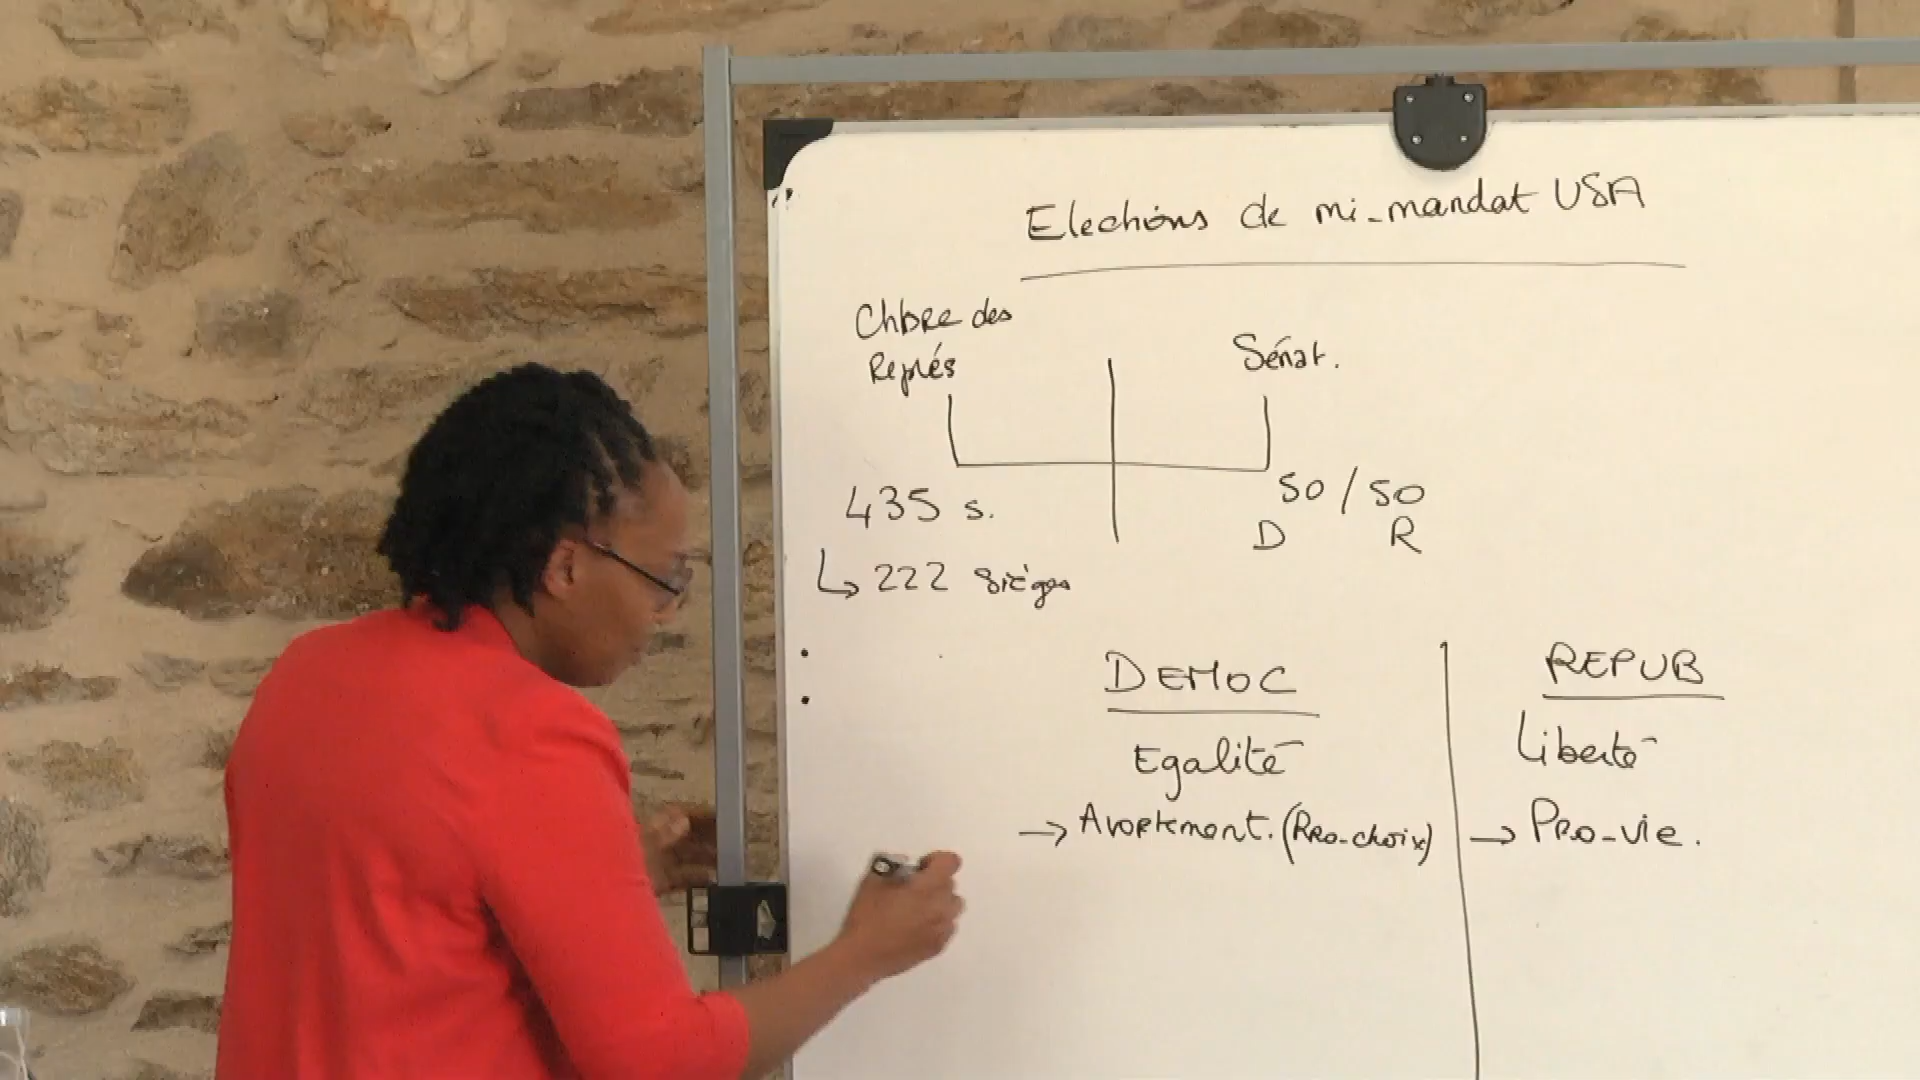 Elections de mi-mandat USA
Chbre des
Représ
Sénat.
435 s.
50 / 50
D R
↳ 222 sièges
DEMOC
REPUB
Egalité
Liberté
→ Avortement. (Pro-choix)
→ Pro-vie.